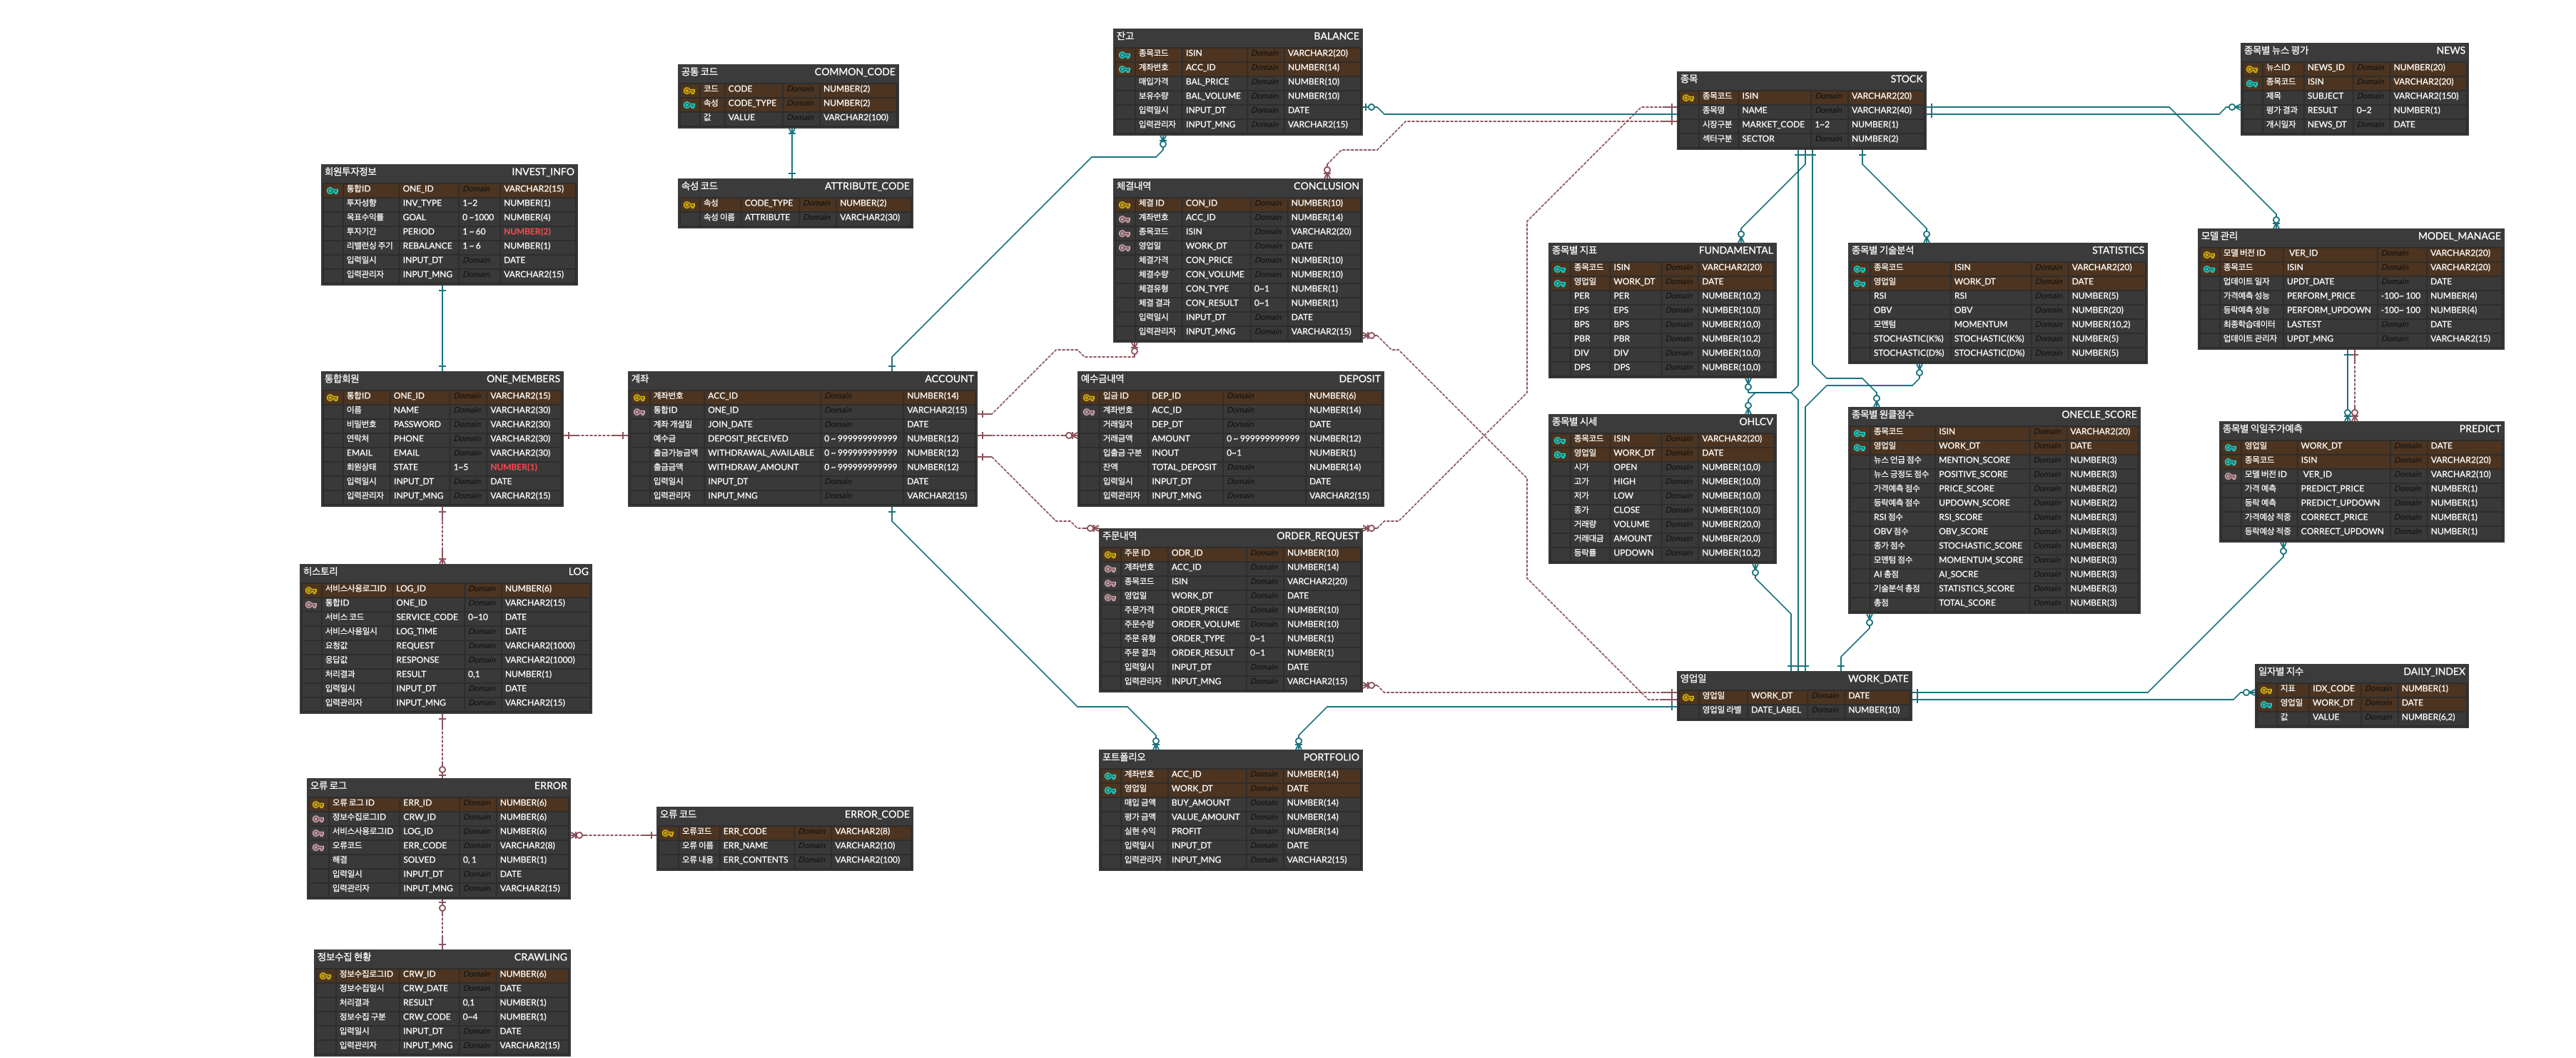 잔고 BALANCE
종목코드 ISIN Domain VARCHAR2(20)
계좌번호 ACC_ID Domain NUMBER(14)
매입가격 BAL_PRICE Domain NUMBER(10)
보유수량 BAL_VOLUME Domain NUMBER(10)
입력일시 INPUT_DT Domain DATE
입력관리자 INPUT_MNG Domain VARCHAR2(15)
종목별 뉴스 평가 NEWS
뉴스ID NEWS_ID Domain NUMBER(20)
종목코드 ISIN Domain VARCHAR2(20)
제목 SUBJECT Domain VARCHAR2(150)
평가 결과 RESULT 0~2 NUMBER(1)
개시일자 NEWS_DT Domain DATE
공통 코드 COMMON_CODE
코드 CODE Domain NUMBER(2)
속성 CODE_TYPE Domain NUMBER(2)
값 VALUE Domain VARCHAR2(100)
종목 STOCK
종목코드 ISIN Domain VARCHAR2(20)
종목명 NAME Domain VARCHAR2(40)
시장구분 MARKET_CODE 1~2 NUMBER(1)
섹터구분 SECTOR Domain NUMBER(2)
회원투자정보 INVEST_INFO
통합ID ONE_ID Domain VARCHAR2(15)
투자성향 INV_TYPE 1~2 NUMBER(1)
목표수익률 GOAL 0 ~1000 NUMBER(4)
투자기간 PERIOD 1 ~ 60 NUMBER(2)
리밸런싱 주기 REBALANCE 1 ~ 6 NUMBER(1)
입력일시 INPUT_DT Domain DATE
입력관리자 INPUT_MNG Domain VARCHAR2(15)
속성 코드 ATTRIBUTE_CODE
속성 CODE_TYPE Domain NUMBER(2)
속성 이름 ATTRIBUTE Domain VARCHAR2(30)
체결내역 CONCLUSION
체결 ID CON_ID Domain NUMBER(10)
계좌번호 ACC_ID Domain NUMBER(14)
종목코드 ISIN Domain VARCHAR2(20)
영업일 WORK_DT Domain DATE
체결가격 CON_PRICE Domain NUMBER(10)
체결수량 CON_VOLUME Domain NUMBER(10)
체결유형 CON_TYPE 0~1 NUMBER(1)
체결 결과 CON_RESULT 0~1 NUMBER(1)
입력일시 INPUT_DT Domain DATE
입력관리자 INPUT_MNG Domain VARCHAR2(15)
종목별 지표 FUNDAMENTAL
종목코드 ISIN Domain VARCHAR2(20)
영업일 WORK_DT Domain DATE
PER PER Domain NUMBER(10,2)
EPS EPS Domain NUMBER(10,0)
BPS BPS Domain NUMBER(10,0)
PBR PBR Domain NUMBER(10,2)
DIV DIV Domain NUMBER(10,0)
DPS DPS Domain NUMBER(10,0)
종목별 기술분석 STATISTICS
종목코드 ISIN Domain VARCHAR2(20)
영업일 WORK_DT Domain DATE
RSI RSI Domain NUMBER(5)
OBV OBV Domain NUMBER(20)
모멘텀 MOMENTUM Domain NUMBER(10,2)
STOCHASTIC(K%) STOCHASTIC(K%) Domain NUMBER(5)
STOCHASTIC(D%) STOCHASTIC(D%) Domain NUMBER(5)
모델 관리 MODEL_MANAGE
모델 버전 ID VER_ID Domain VARCHAR2(20)
종목코드 ISIN Domain VARCHAR2(20)
업데이트 일자 UPDT_DATE Domain DATE
가격예측 성능 PERFORM_PRICE -100~ 100 NUMBER(4)
등락예측 성능 PERFORM_UPDOWN -100~ 100 NUMBER(4)
최종학습데이터 LASTEST Domain DATE
업데이트 관리자 UPDT_MNG Domain VARCHAR2(15)
통합회원 ONE_MEMBERS
통합ID ONE_ID Domain VARCHAR2(15)
이름 NAME Domain VARCHAR2(30)
비밀번호 PASSWORD Domain VARCHAR2(30)
연락처 PHONE Domain VARCHAR2(30)
EMAIL EMAIL Domain VARCHAR2(30)
회원상태 STATE 1~5 NUMBER(1)
입력일시 INPUT_DT Domain DATE
입력관리자 INPUT_MNG Domain VARCHAR2(15)
계좌 ACCOUNT
계좌번호 ACC_ID Domain NUMBER(14)
통합ID ONE_ID Domain VARCHAR2(15)
계좌 개설일 JOIN_DATE Domain DATE
예수금 DEPOSIT_RECEIVED 0 ~ 999999999999 NUMBER(12)
출금가능금액 WITHDRAWAL_AVAILABLE 0 ~ 999999999999 NUMBER(12)
출금금액 WITHDRAW_AMOUNT 0 ~ 999999999999 NUMBER(12)
입력일시 INPUT_DT Domain DATE
입력관리자 INPUT_MNG Domain VARCHAR2(15)
예수금내역 DEPOSIT
입금 ID DEP_ID Domain NUMBER(6)
계좌번호 ACC_ID Domain NUMBER(14)
거래일자 DEP_DT Domain DATE
거래금액 AMOUNT 0 ~ 999999999999 NUMBER(12)
입출금 구분 INOUT 0~1 NUMBER(1)
잔액 TOTAL_DEPOSIT Domain NUMBER(14)
입력일시 INPUT_DT Domain DATE
입력관리자 INPUT_MNG Domain VARCHAR2(15)
종목별 시세 OHLCV
종목코드 ISIN Domain VARCHAR2(20)
영업일 WORK_DT Domain DATE
시가 OPEN Domain NUMBER(10,0)
고가 HIGH Domain NUMBER(10,0)
저가 LOW Domain NUMBER(10,0)
종가 CLOSE Domain NUMBER(10,0)
거래량 VOLUME Domain NUMBER(20,0)
거래대금 AMOUNT Domain NUMBER(20,0)
등락률 UPDOWN Domain NUMBER(10,2)
종목별 원클점수 ONECLE_SCORE
종목코드 ISIN Domain VARCHAR2(20)
영업일 WORK_DT Domain DATE
뉴스 언급 점수 MENTION_SCORE Domain NUMBER(3)
뉴스 긍정도 점수 POSITIVE_SCORE Domain NUMBER(3)
가격예측 점수 PRICE_SCORE Domain NUMBER(2)
등락예측 점수 UPDOWN_SCORE Domain NUMBER(2)
RSI 점수 RSI_SCORE Domain NUMBER(3)
OBV 점수 OBV_SCORE Domain NUMBER(3)
종가 점수 STOCHASTIC_SCORE Domain NUMBER(3)
모멘텀 점수 MOMENTUM_SCORE Domain NUMBER(3)
AI 총점 AI_SOCRE Domain NUMBER(3)
기술분석 총점 STATISTICS_SCORE Domain NUMBER(3)
총점 TOTAL_SCORE Domain NUMBER(3)
종목별 익일주가예측 PREDICT
영업일 WORK_DT Domain DATE
종목코드 ISIN Domain VARCHAR2(20)
모델 버전 ID VER_ID Domain VARCHAR2(10)
가격 예측 PREDICT_PRICE Domain NUMBER(1)
등락 예측 PREDICT_UPDOWN Domain NUMBER(1)
가격예상 적중 CORRECT_PRICE Domain NUMBER(1)
등락예상 적중 CORRECT_UPDOWN Domain NUMBER(1)
주문내역 ORDER_REQUEST
주문 ID ODR_ID Domain NUMBER(10)
계좌번호 ACC_ID Domain NUMBER(14)
종목코드 ISIN Domain VARCHAR2(20)
영업일 WORK_DT Domain DATE
주문가격 ORDER_PRICE Domain NUMBER(10)
주문수량 ORDER_VOLUME Domain NUMBER(10)
주문 유형 ORDER_TYPE 0~1 NUMBER(1)
주문 결과 ORDER_RESULT 0~1 NUMBER(1)
입력일시 INPUT_DT Domain DATE
입력관리자 INPUT_MNG Domain VARCHAR2(15)
히스토리 LOG
서비스사용로그ID LOG_ID Domain NUMBER(6)
통합ID ONE_ID Domain VARCHAR2(15)
서비스 코드 SERVICE_CODE 0~10 DATE
서비스사용일시 LOG_TIME Domain DATE
요청값 REQUEST Domain VARCHAR2(1000)
응답값 RESPONSE Domain VARCHAR2(1000)
처리결과 RESULT 0,1 NUMBER(1)
입력일시 INPUT_DT Domain DATE
입력관리자 INPUT_MNG Domain VARCHAR2(15)
영업일 WORK_DATE
영업일 WORK_DT Domain DATE
영업일 라벨 DATE_LABEL Domain NUMBER(10)
일자별 지수 DAILY_INDEX
지표 IDX_CODE Domain NUMBER(1)
영업일 WORK_DT Domain DATE
값 VALUE Domain NUMBER(6,2)
포트폴리오 PORTFOLIO
계좌번호 ACC_ID Domain NUMBER(14)
영업일 WORK_DT Domain DATE
매입 금액 BUY_AMOUNT Domain NUMBER(14)
평가 금액 VALUE_AMOUNT Domain NUMBER(14)
실현 수익 PROFIT Domain NUMBER(14)
입력일시 INPUT_DT Domain DATE
입력관리자 INPUT_MNG Domain VARCHAR2(15)
오류 로그 ERROR
오류 로그 ID ERR_ID Domain NUMBER(6)
정보수집로그ID CRW_ID Domain NUMBER(6)
서비스사용로그ID LOG_ID Domain NUMBER(6)
오류코드 ERR_CODE Domain VARCHAR2(8)
해결 SOLVED 0, 1 NUMBER(1)
입력일시 INPUT_DT Domain DATE
입력관리자 INPUT_MNG Domain VARCHAR2(15)
오류 코드 ERROR_CODE
오류코드 ERR_CODE Domain VARCHAR2(8)
오류 이름 ERR_NAME Domain VARCHAR2(10)
오류 내용 ERR_CONTENTS Domain VARCHAR2(100)
정보수집 현황 CRAWLING
정보수집로그ID CRW_ID Domain NUMBER(6)
정보수집일시 CRW_DATE Domain DATE
처리결과 RESULT 0,1 NUMBER(1)
정보수집 구분 CRW_CODE 0~4 NUMBER(1)
입력일시 INPUT_DT Domain DATE
입력관리자 INPUT_MNG Domain VARCHAR2(15)